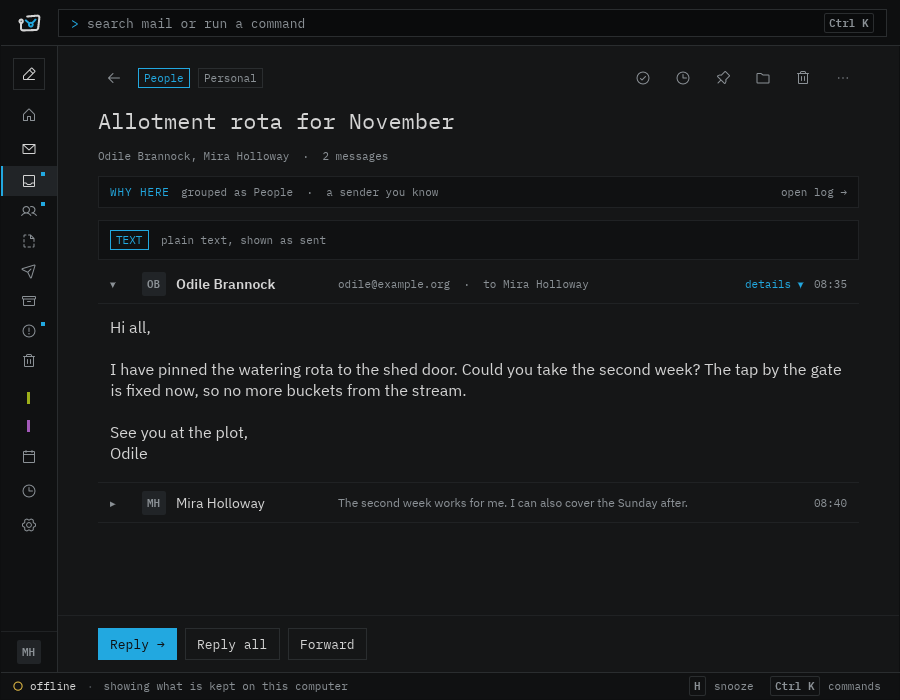 > search mail or run a command Ctrl K
People Personal
Allotment rota for November
Odile Brannock, Mira Holloway · 2 messages
WHY HERE grouped as People · a sender you know open log →
TEXT plain text, shown as sent
▾ OB Odile Brannock odile@example.org · to Mira Holloway details ▾ 08:35
Hi all,
I have pinned the watering rota to the shed door. Could you take the second week? The tap by the gate
is fixed now, so no more buckets from the stream.
See you at the plot,
Odile
▸ MH Mira Holloway The second week works for me. I can also cover the Sunday after. 08:40
Reply → Reply all Forward
MH
offline · showing what is kept on this computer H snooze Ctrl K commands